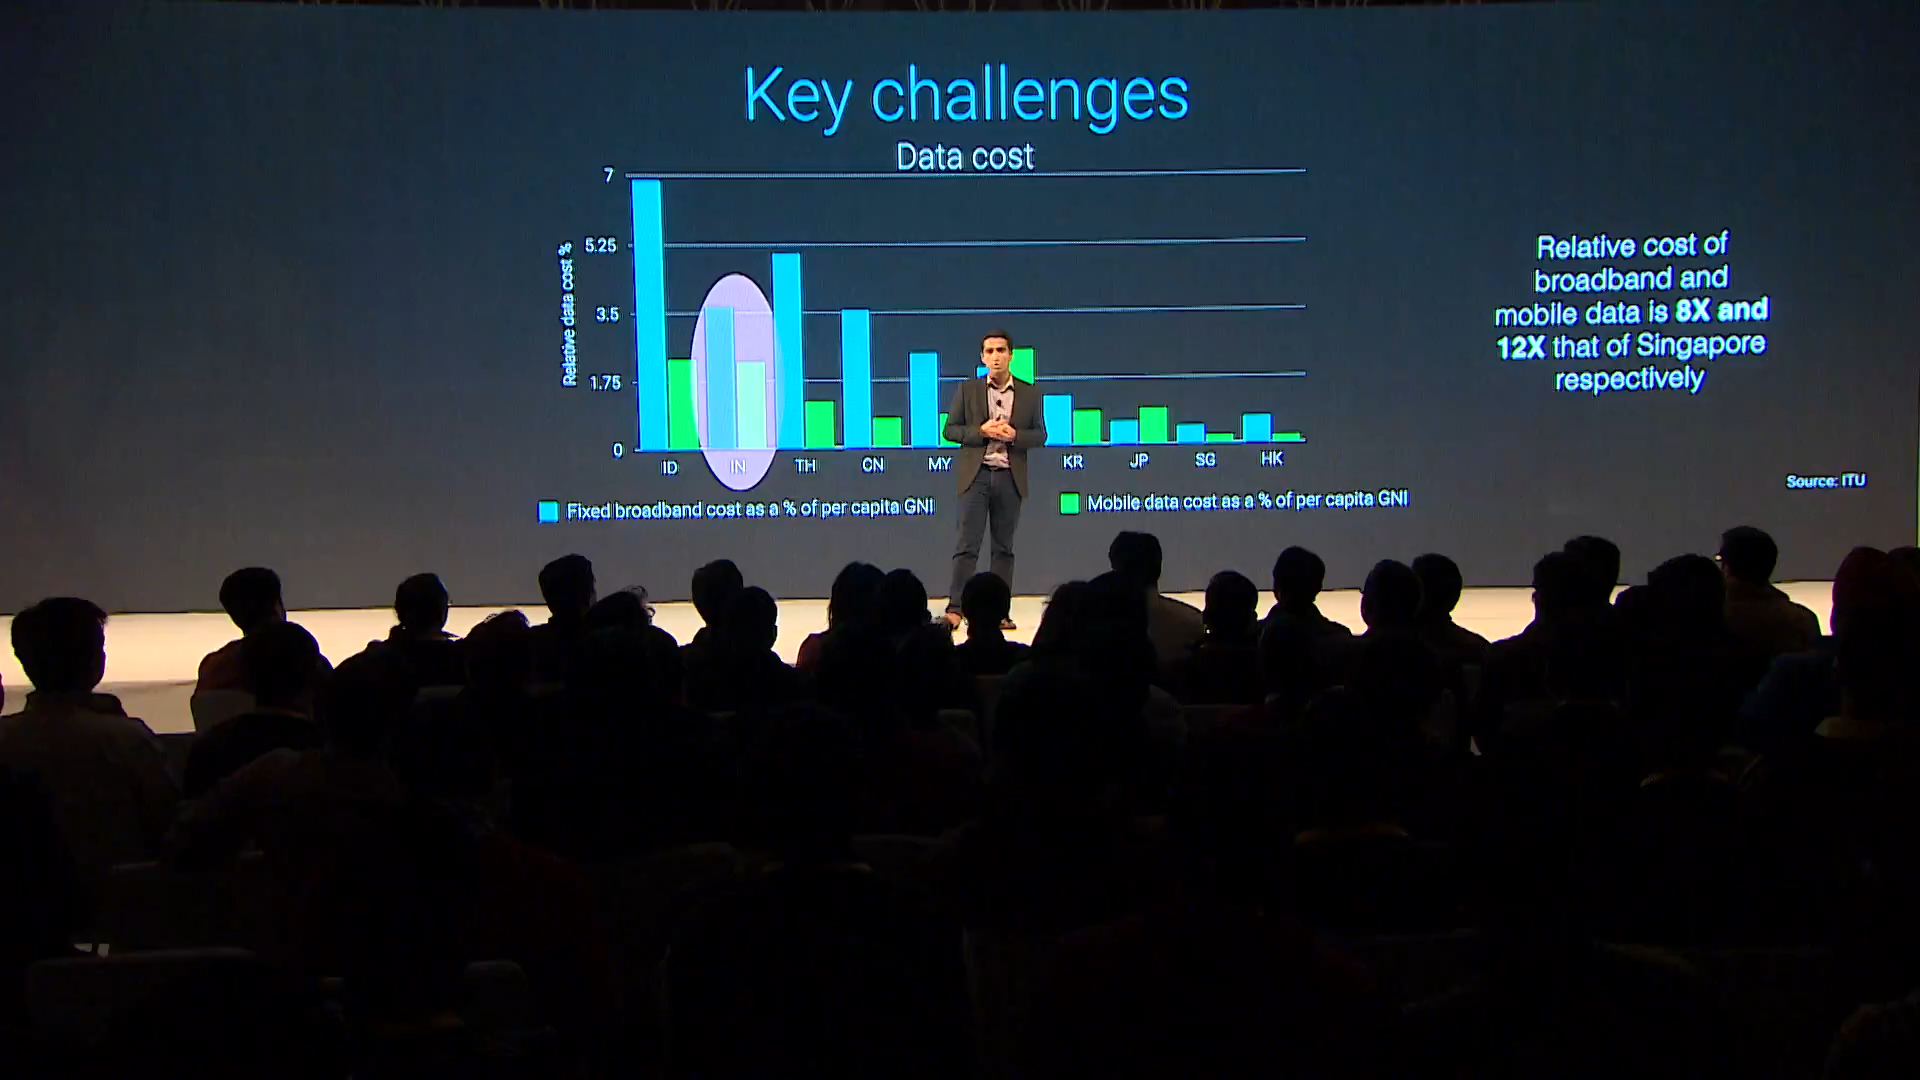 Key challenges
Data cost
7
5.25
3.5
1.75
0
Relative data cost %
ID
IN
TH
CN
MY
KR
JP
SG
HK
Fixed broadband cost as a % of per capita GNI
Mobile data cost as a % of per capita GNI
Relative cost of
broadband and
mobile data is 8X and
12X that of Singapore
respectively
Source: ITU